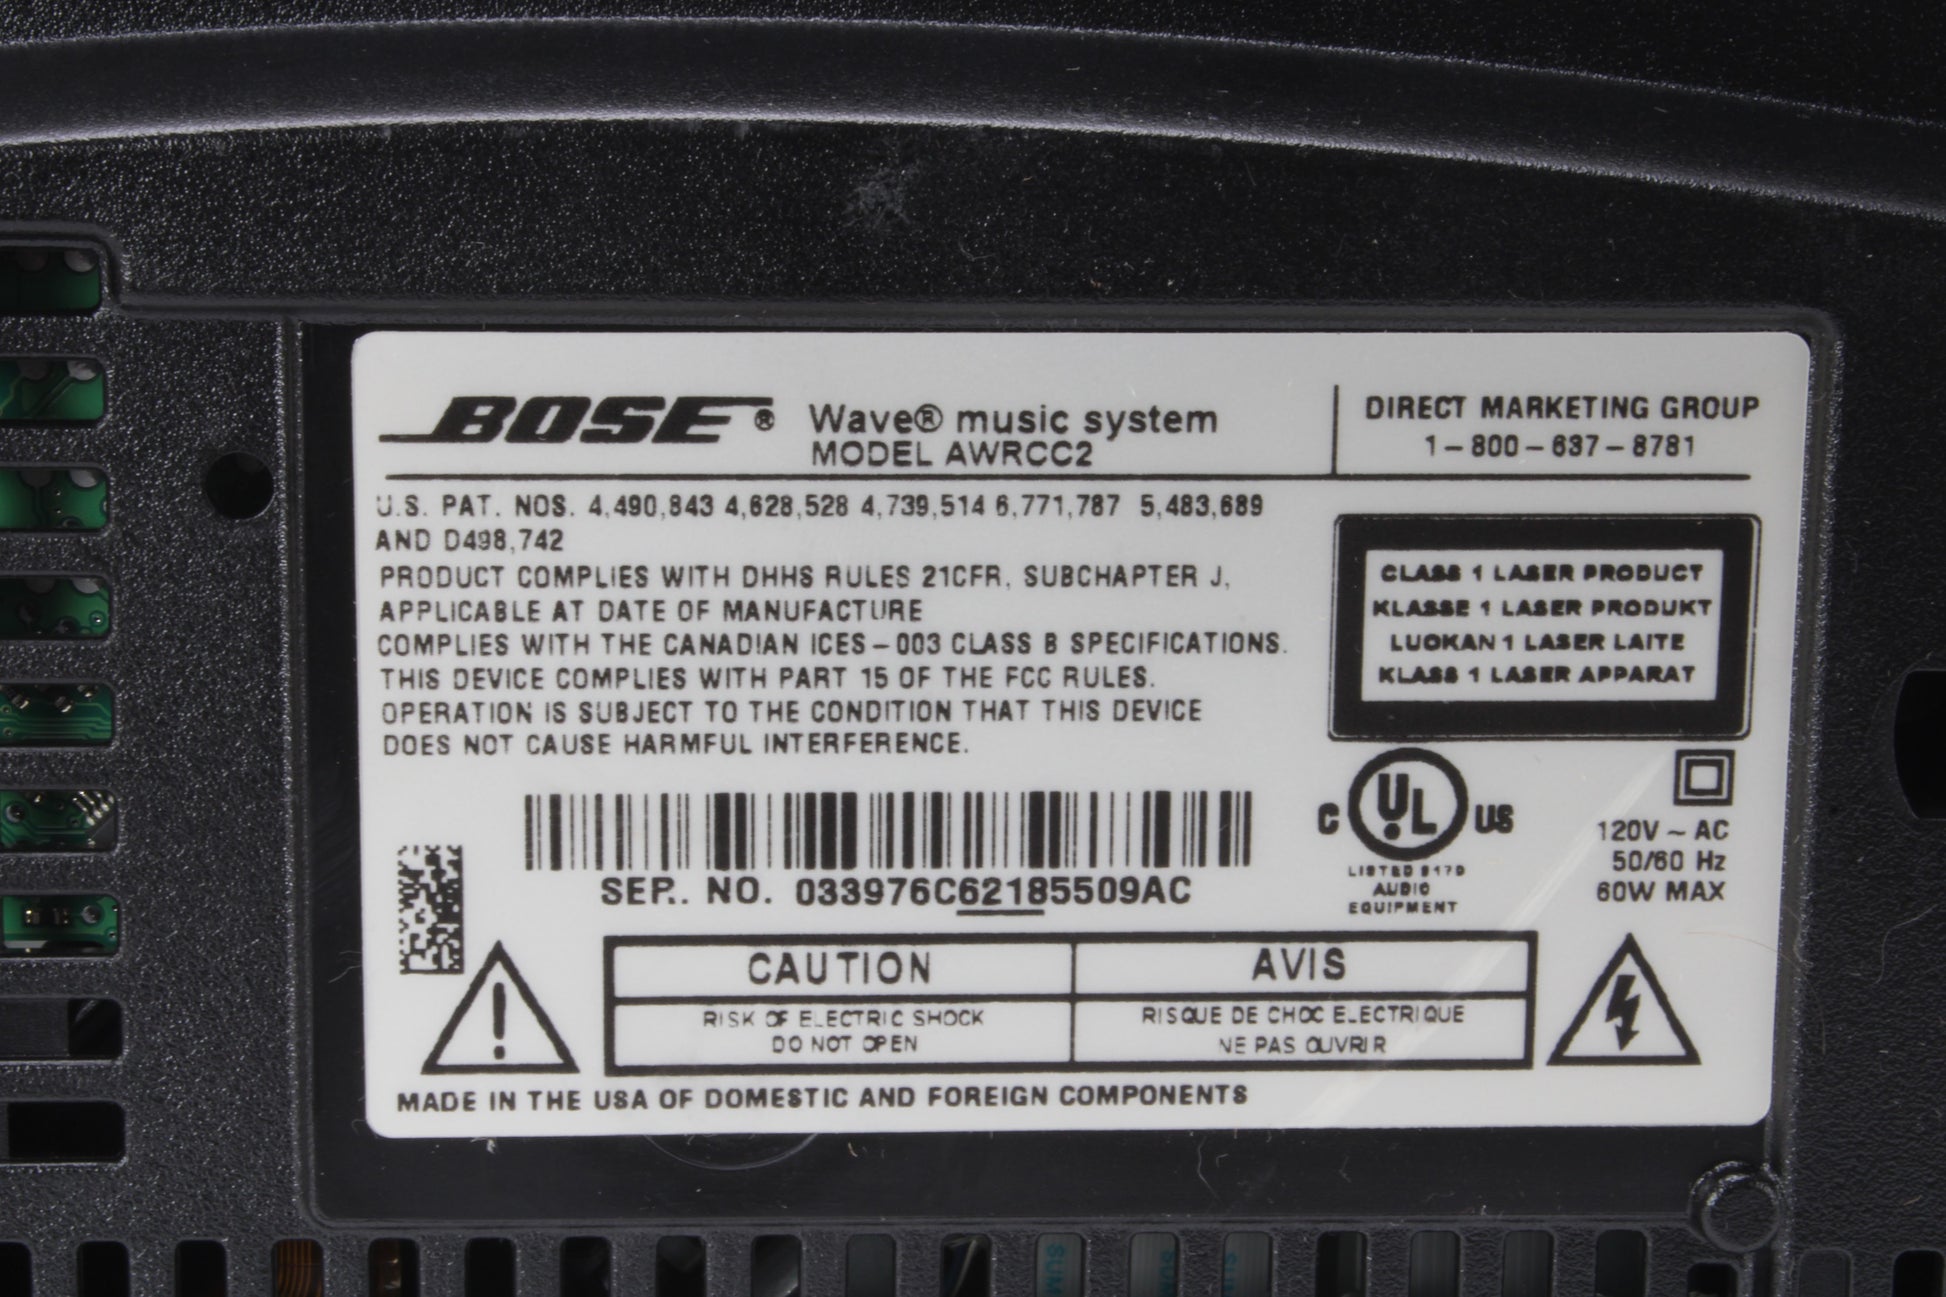 BOSE® Wave® music system
MODEL AWRCC2
DIRECT MARKETING GROUP
1-800-637-8781
U.S. PAT. NOS. 4,490,843 4,628,528 4,739,514 6,771,787 5,483,689
AND D498,742
PRODUCT COMPLIES WITH DHHS RULES 21CFR, SUBCHAPTER J,
APPLICABLE AT DATE OF MANUFACTURE
COMPLIES WITH THE CANADIAN ICES-003 CLASS B SPECIFICATIONS.
THIS DEVICE COMPLIES WITH PART 15 OF THE FCC RULES.
OPERATION IS SUBJECT TO THE CONDITION THAT THIS DEVICE
DOES NOT CAUSE HARMFUL INTERFERENCE.
CLASS 1 LASER PRODUCT
KLASSE 1 LASER PRODUKT
LUOKAN 1 LASER LAITE
KLASS 1 LASER APPARAT
C UL US
LISTED
AUDIO
EQUIPMENT
120V ~ AC
50/60 Hz
60W MAX
SER. NO. 033976C62185509AC
CAUTION
RISK OF ELECTRIC SHOCK
DO NOT OPEN
AVIS
RISQUE DE CHOC ELECTRIQUE
NE PAS OUVRIR
MADE IN THE USA OF DOMESTIC AND FOREIGN COMPONENTS